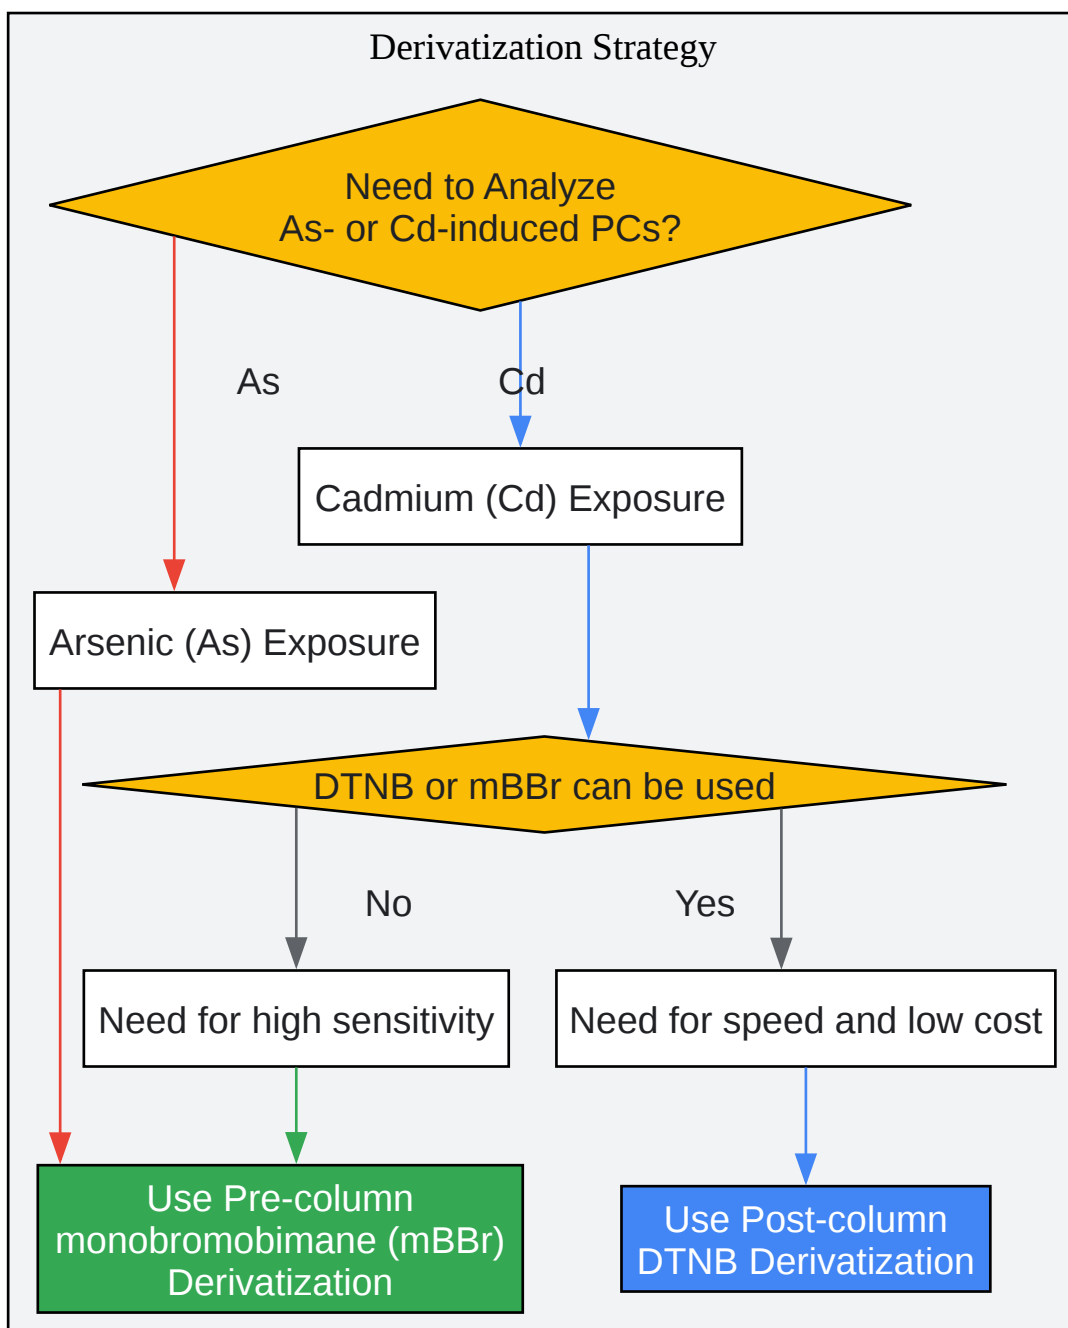 Derivatization Strategy
Need to Analyze
As- or Cd-induced PCs?
As
Cd
Cadmium (Cd) Exposure
Arsenic (As) Exposure
DTNB or mBBr can be used
No
Yes
Need for high sensitivity
Need for speed and low cost
Use Pre-column
monobromobimane (mBBr)
Derivatization
Use Post-column
DTNB Derivatization